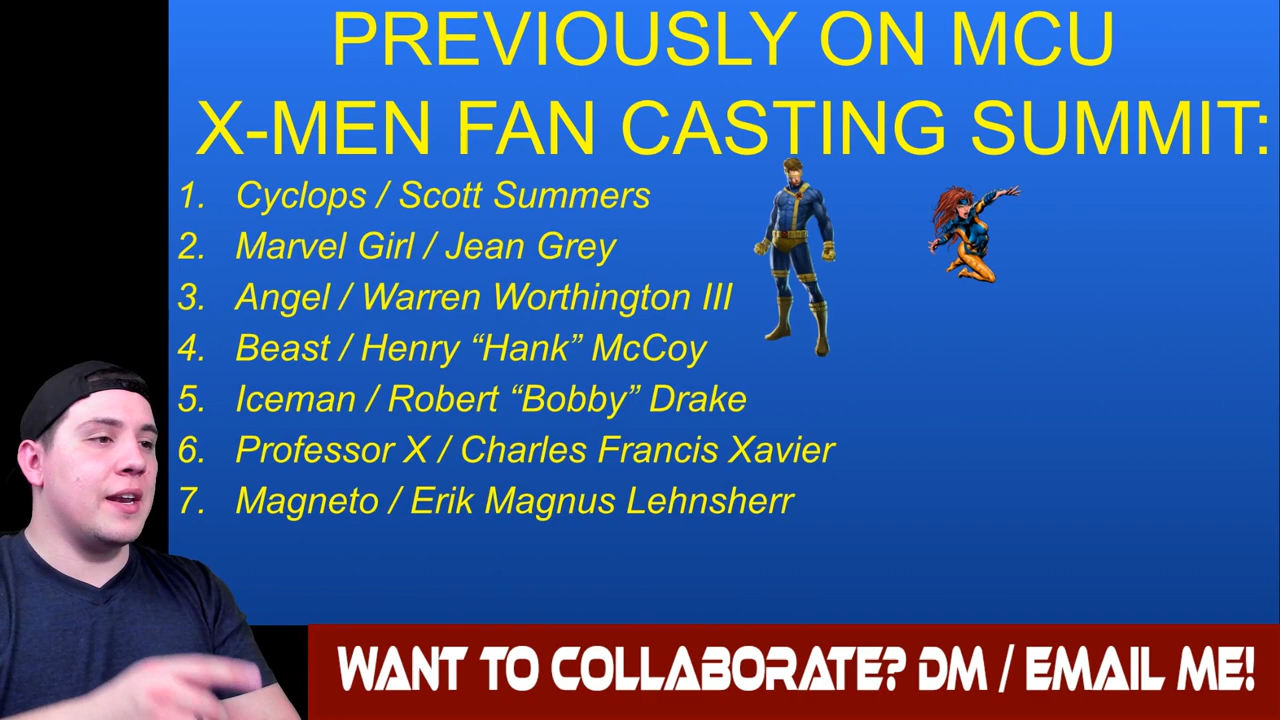 PREVIOUSLY ON MCU
X-MEN FAN CASTING SUMMIT:
1. Cyclops / Scott Summers
2. Marvel Girl / Jean Grey
3. Angel / Warren Worthington III
4. Beast / Henry “Hank” McCoy
5. Iceman / Robert “Bobby” Drake
6. Professor X / Charles Francis Xavier
7. Magneto / Erik Magnus Lehnsherr
WANT TO COLLABORATE? DM / EMAIL ME!